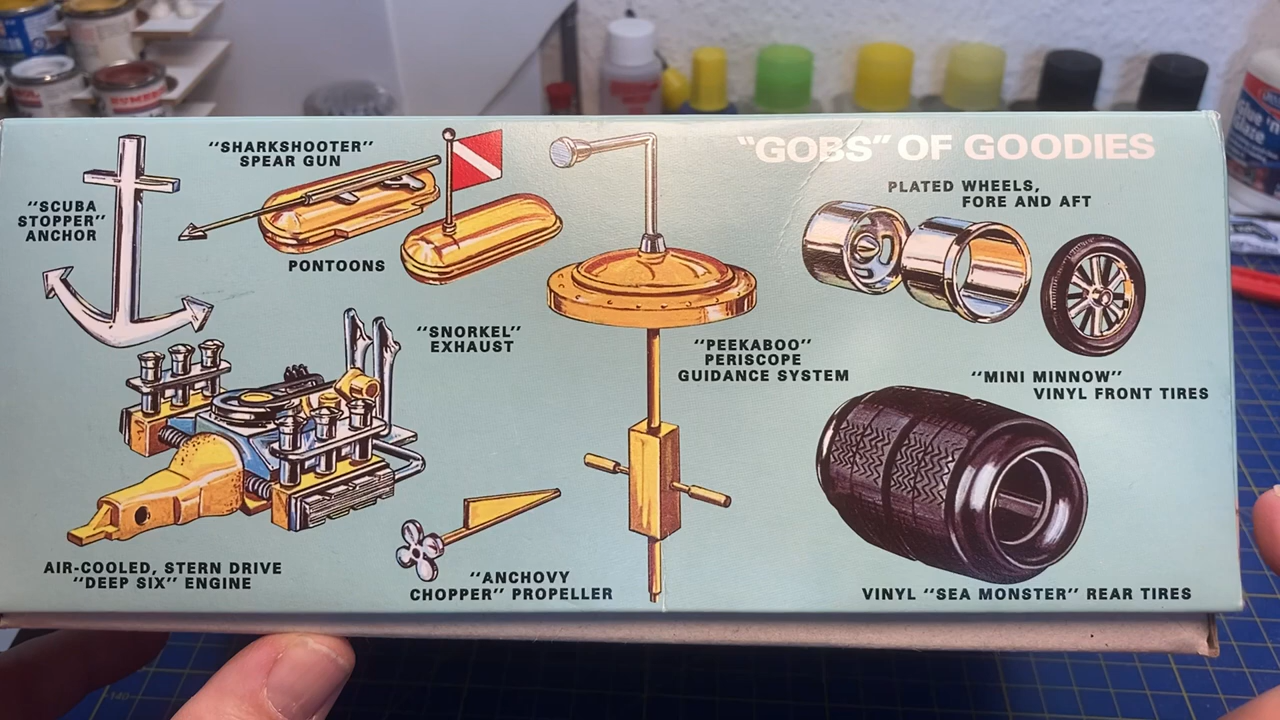 "GOBS" OF GOODIES
"SHARKSHOOTER"
SPEAR GUN
"SCUBA
STOPPER"
ANCHOR
PONTOONS
PLATED WHEELS,
FORE AND AFT
"SNORKEL"
EXHAUST
"PEEKABOO"
PERISCOPE
GUIDANCE SYSTEM
"MINI MINNOW"
VINYL FRONT TIRES
AIR-COOLED, STERN DRIVE
"DEEP SIX" ENGINE
"ANCHOVY
CHOPPER" PROPELLER
VINYL "SEA MONSTER" REAR TIRES